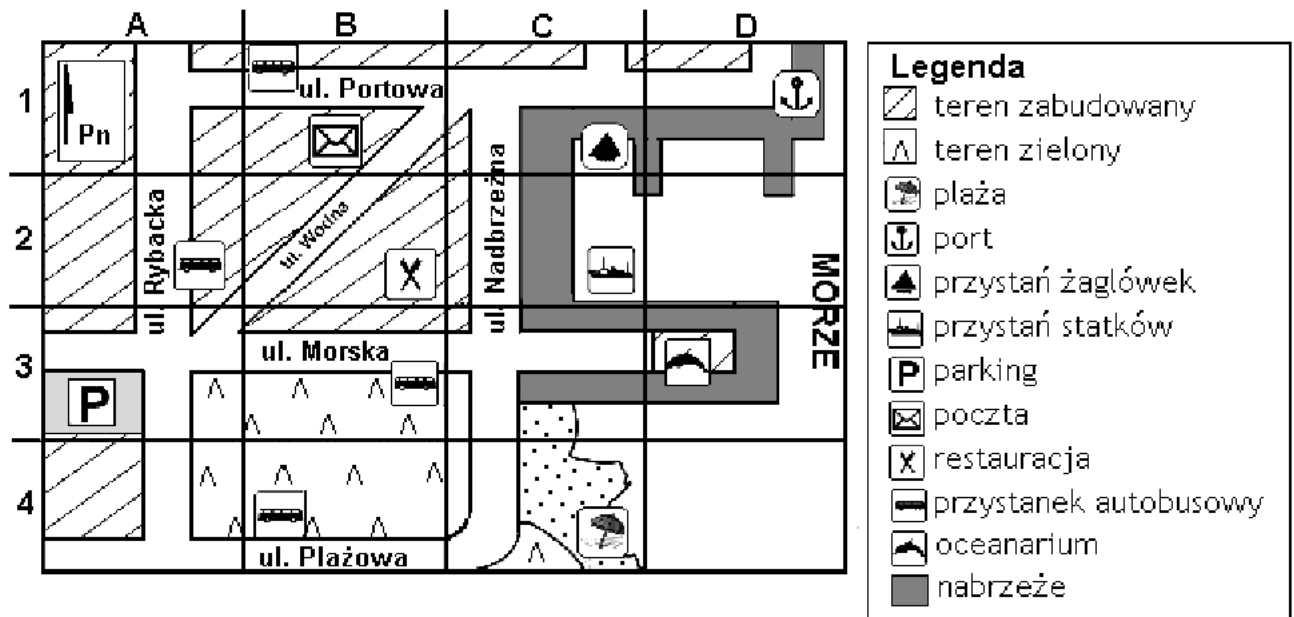 A B C D
1
2
3
4
Pn
ul. Portowa
ul. Rybacka
ul. Wodna
ul. Nadbrzeżna
MORZE
ul. Morska
P
ul. Plażowa
Legenda
teren zabudowany
teren zielony
plaża
port
przystań żaglówek
przystań statków
P parking
poczta
restauracja
przystanek autobusowy
oceanarium
nabrzeże